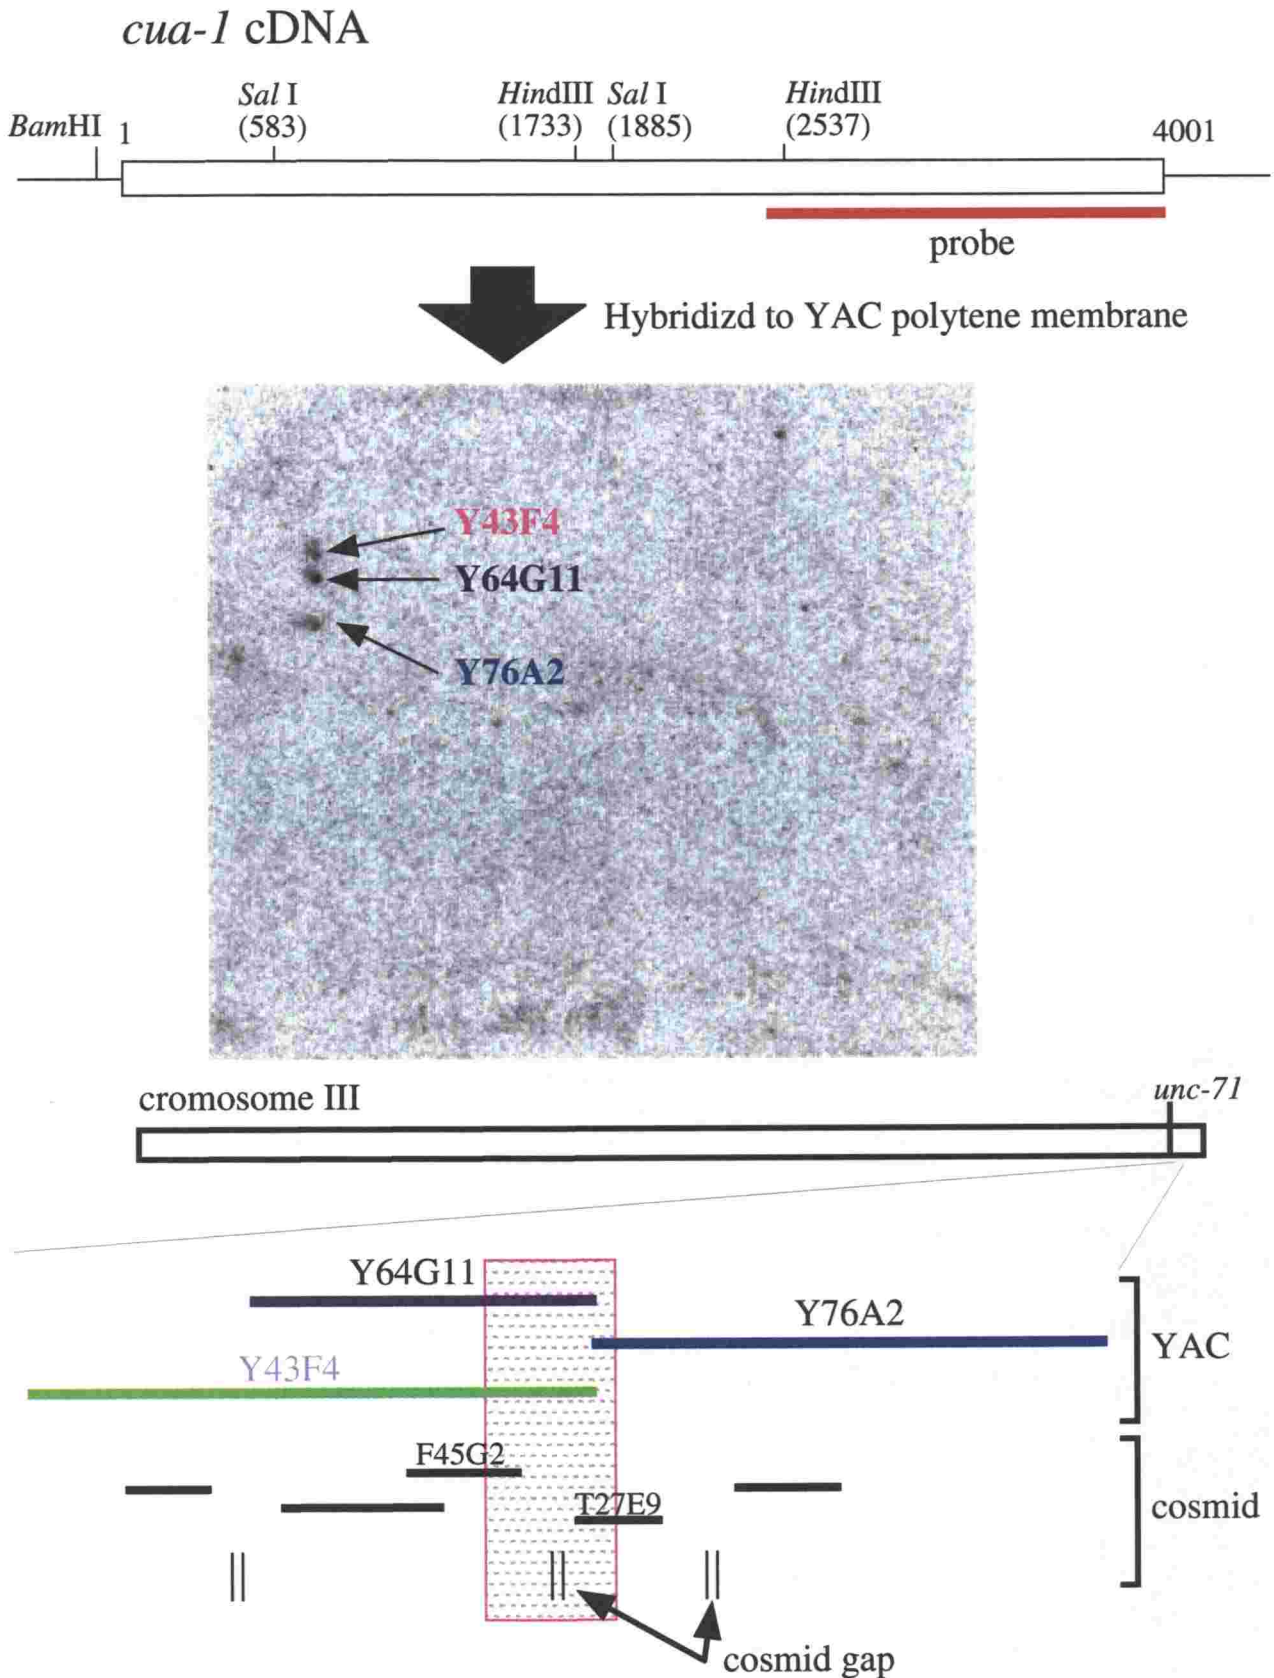 cua-1 cDNA
Sal I HindIII Sal I HindIII
BamHI 1 (583) (1733) (1885) (2537) 4001
probe
Hybridizd to YAC polytene membrane
Y43F4
Y64G11
Y76A2
cromosome III unc-71
Y64G11
Y76A2
YAC
Y43F4
F45G2
T27E9
cosmid
cosmid gap